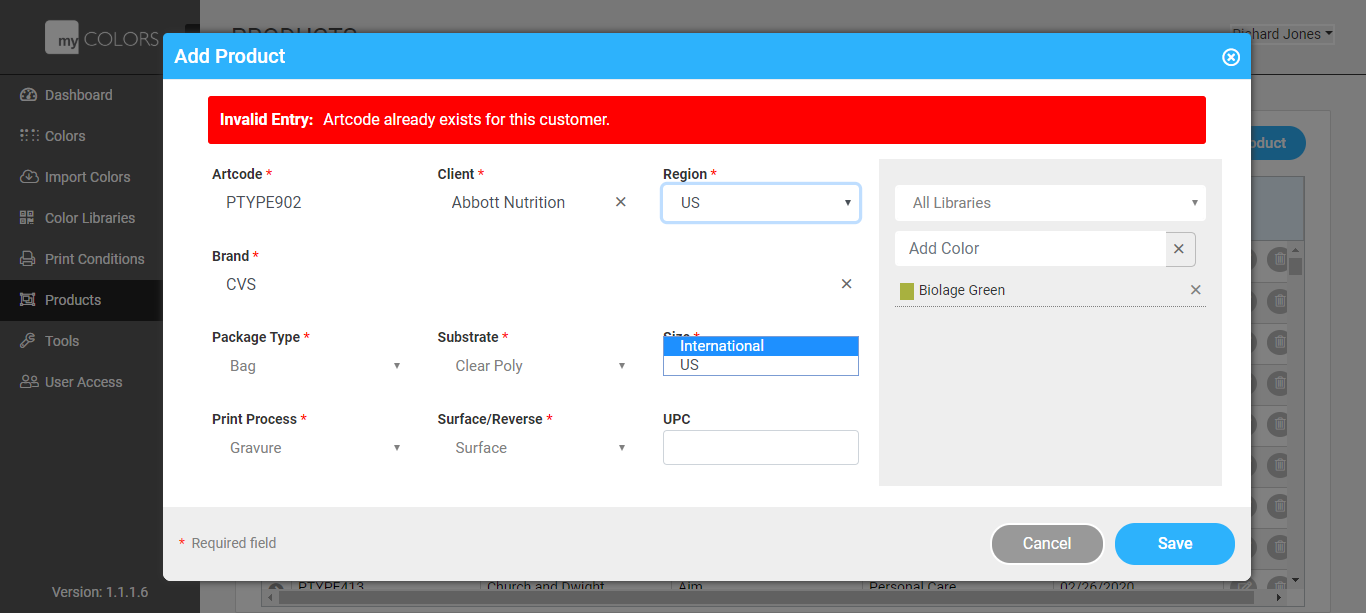 my COLORS
PRODUCTS
Richard Jones
Add Product
Dashboard
Colors
Import Colors
Color Libraries
Print Conditions
Products
Tools
User Access
Version: 1.1.1.6
Invalid Entry: Artcode already exists for this customer.
Artcode *
Client *
Region *
PTYPE902
Abbott Nutrition
US
Brand *
CVS
Package Type *
Substrate *
Size *
Bag
Clear Poly
International
US
Print Process *
Surface/Reverse *
UPC
Gravure
Surface
All Libraries
Add Color
Biolage Green
* Required field
Cancel
Save
oduct
PTYPE413
Church and Dwight
Aim
Personal Care
02/26/2020